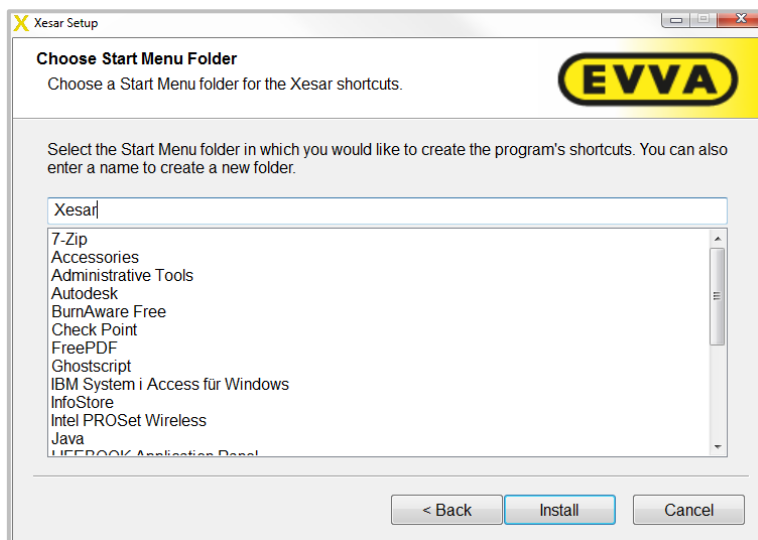 Xesar Setup
Choose Start Menu Folder
Choose a Start Menu folder for the Xesar shortcuts.
EVVA
Select the Start Menu folder in which you would like to create the program's shortcuts. You can also
enter a name to create a new folder.
Xesar
7-Zip
Accessories
Administrative Tools
Autodesk
BurnAware Free
Check Point
FreePDF
Ghostscript
IBM System i Access für Windows
InfoStore
Intel PROSet Wireless
Java
LIFEBOOK Application Panel
< Back
Install
Cancel